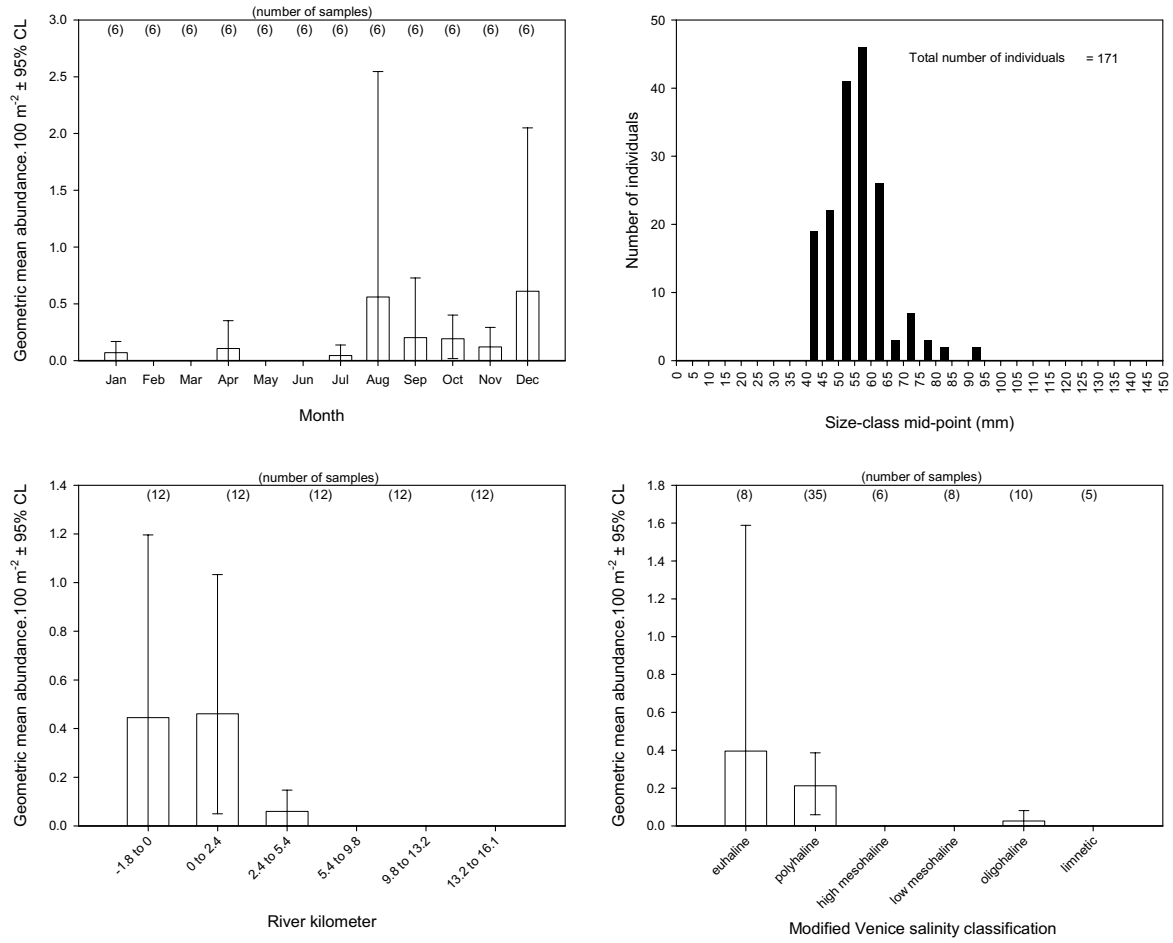 (number of samples)
(6) (6) (6) (6) (6) (6) (6) (6) (6) (6) (6) (6)
3.0
2.5
2.0
1.5
1.0
0.5
0.0
Geometric mean abundance.100 m⁻² ± 95% CL
Jan Feb Mar Apr May Jun Jul Aug Sep Oct Nov Dec
Month
Total number of individuals = 171
50
40
30
20
10
0
Number of individuals
0 5 10 15 20 25 30 35 40 45 50 55 60 65 70 75 80 85 90 95 100 105 110 115 120 125 130 135 140 145 150
Size-class mid-point (mm)
(number of samples)
(12) (12) (12) (12) (12)
1.4
1.2
1.0
0.8
0.6
0.4
0.2
0.0
Geometric mean abundance.100 m⁻² ± 95% CL
-1.8 to 0
0 to 2.4
2.4 to 5.4
5.4 to 9.8
9.8 to 13.2
13.2 to 16.1
River kilometer
(number of samples)
(8) (35) (6) (8) (10) (5)
1.8
1.6
1.4
1.2
1.0
0.8
0.6
0.4
0.2
0.0
Geometric mean abundance.100 m⁻² ± 95% CL
euhaline
polyhaline
high mesohaline
low mesohaline
oligohaline
limnetic
Modified Venice salinity classification